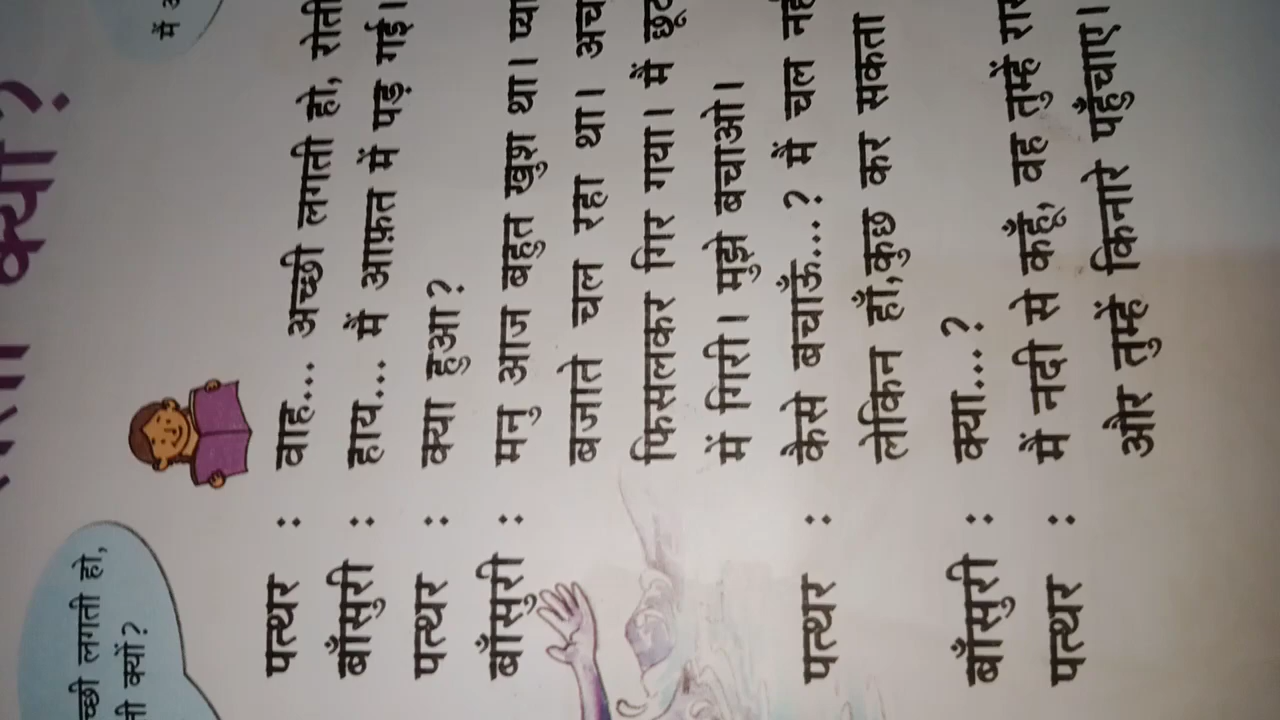 क्यों?
च्छी लगती हो,
क्यों?
में
पत्थर : वाह... अच्छी लगती हो, रोती
बाँसुरी : हाय... मैं आफ़त में पड़ गई।
पत्थर : क्या हुआ?
बाँसुरी : मनु आज बहुत खुश था।
बजाते चल रहा था।
फिसलकर गिर गया। मैं
में गिरी। मुझे बचाओ।
पत्थर : कैसे बचाऊँ...? मैं चल
लेकिन हाँ,कुछ कर सकता
बाँसुरी : क्या...?
पत्थर : मैं नदी से कहूँ, वह तुम्हें
और तुम्हें किनारे पहुँचाए।